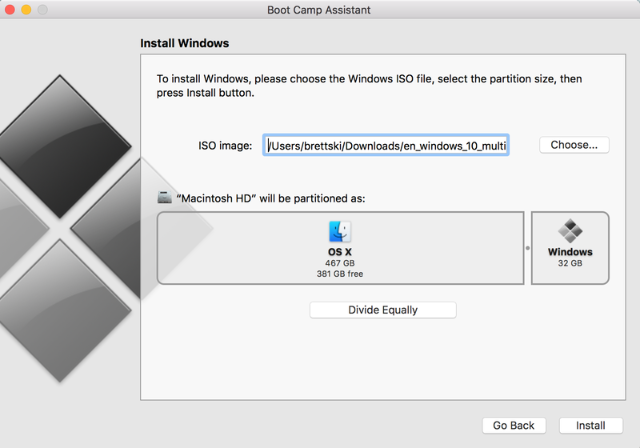 Boot Camp Assistant
Install Windows
To install Windows, please choose the Windows ISO file, select the partition size, then
press Install button.
ISO image: /Users/brettski/Downloads/en_windows_10_multi Choose...
“Macintosh HD” will be partitioned as:
OS X
467 GB
381 GB free
Windows
32 GB
Divide Equally
Go Back Install